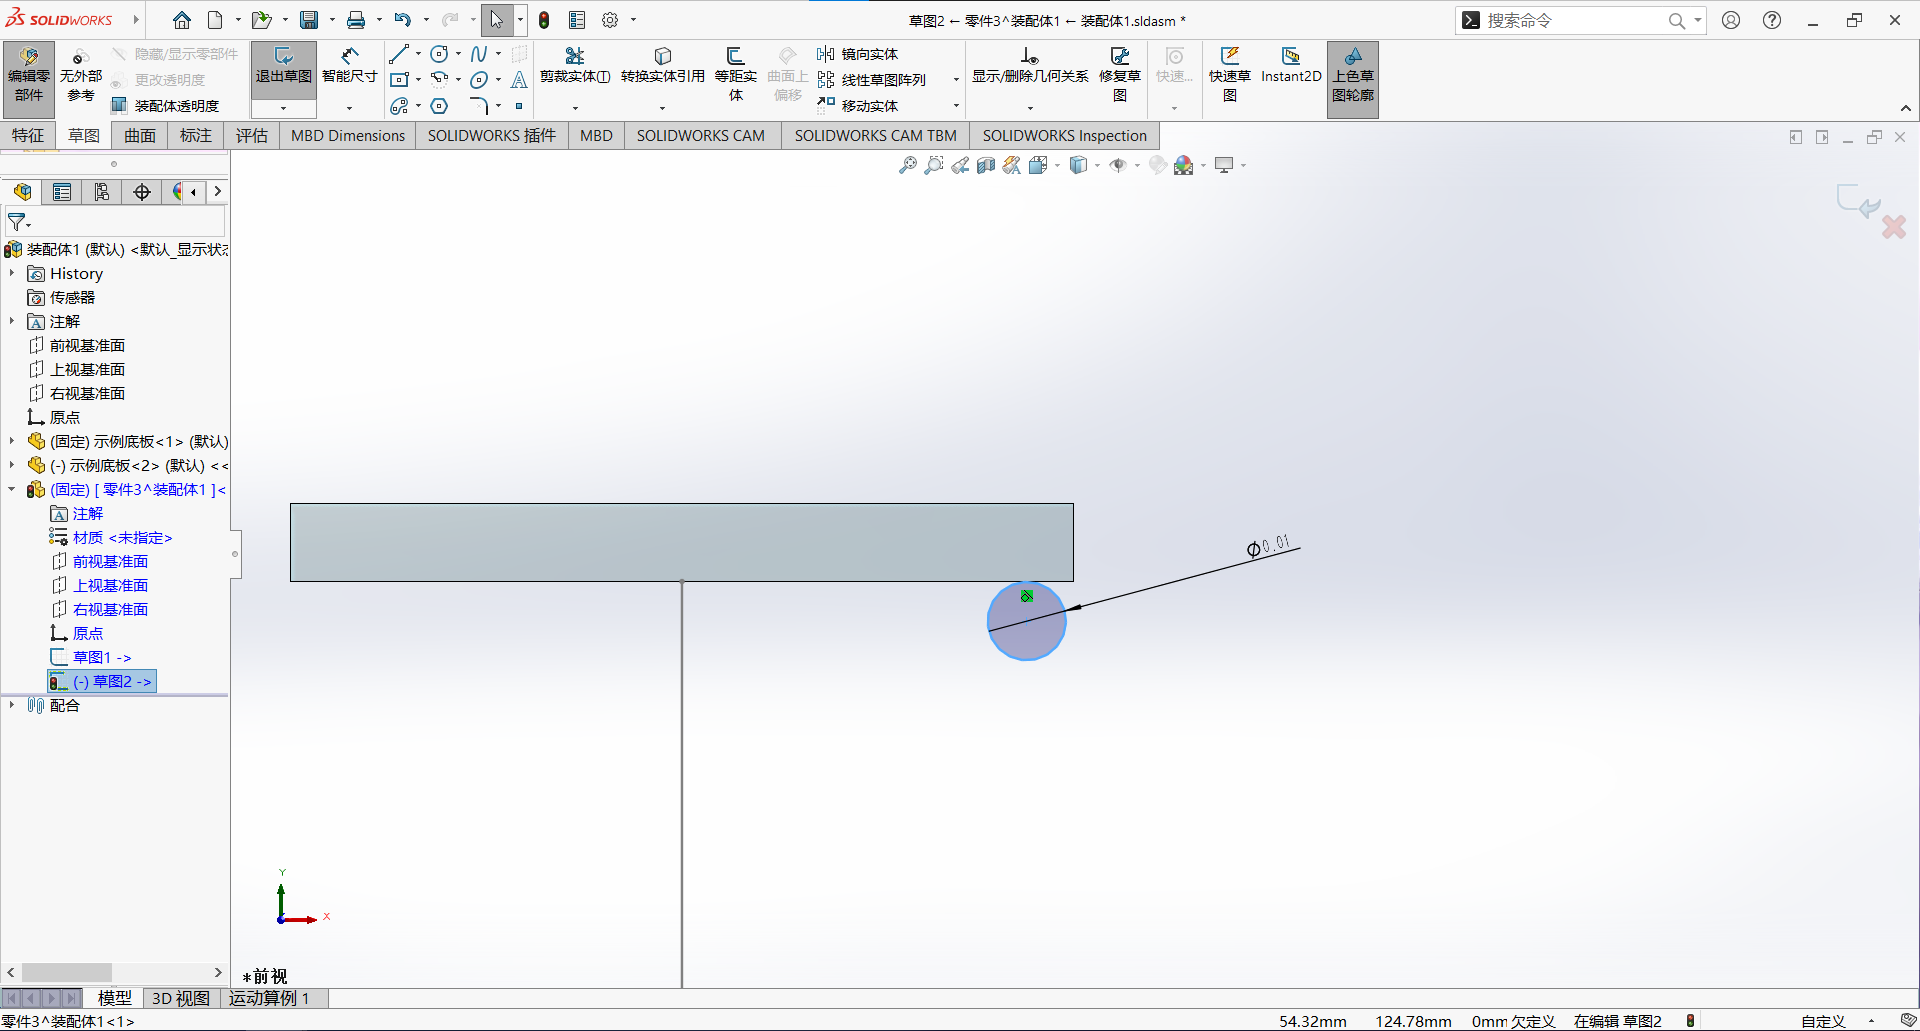 SOLIDWORKS
草图2 ← 零件3^装配体1 ← 装配体1.sldasm *
搜索命令
编辑零部件
无外部参考
隐藏/显示零部件
更改透明度
装配体透明度
退出草图
智能尺寸
剪裁实体(T)
转换实体引用
等距实体
曲面上偏移
镜向实体
线性草图阵列
移动实体
显示/删除几何关系
修复草图
快速...
快速草图
Instant2D
上色草图轮廓
特征
草图
曲面
标注
评估
MBD Dimensions
SOLIDWORKS 插件
MBD
SOLIDWORKS CAM
SOLIDWORKS CAM TBM
SOLIDWORKS Inspection
装配体1 (默认) <默认_显示状态
History
传感器
注解
前视基准面
上视基准面
右视基准面
原点
(固定) 示例底板<1> (默认)
(-) 示例底板<2> (默认) <<
(固定) [ 零件3^装配体1 ]<
注解
材质 <未指定>
前视基准面
上视基准面
右视基准面
原点
草图1 ->
(-) 草图2 ->
配合
⌀0.01
Y
X
*前视
模型
3D 视图
运动算例 1
零件3^装配体1<1>
54.32mm
124.78mm
0mm 欠定义
在编辑 草图2
自定义